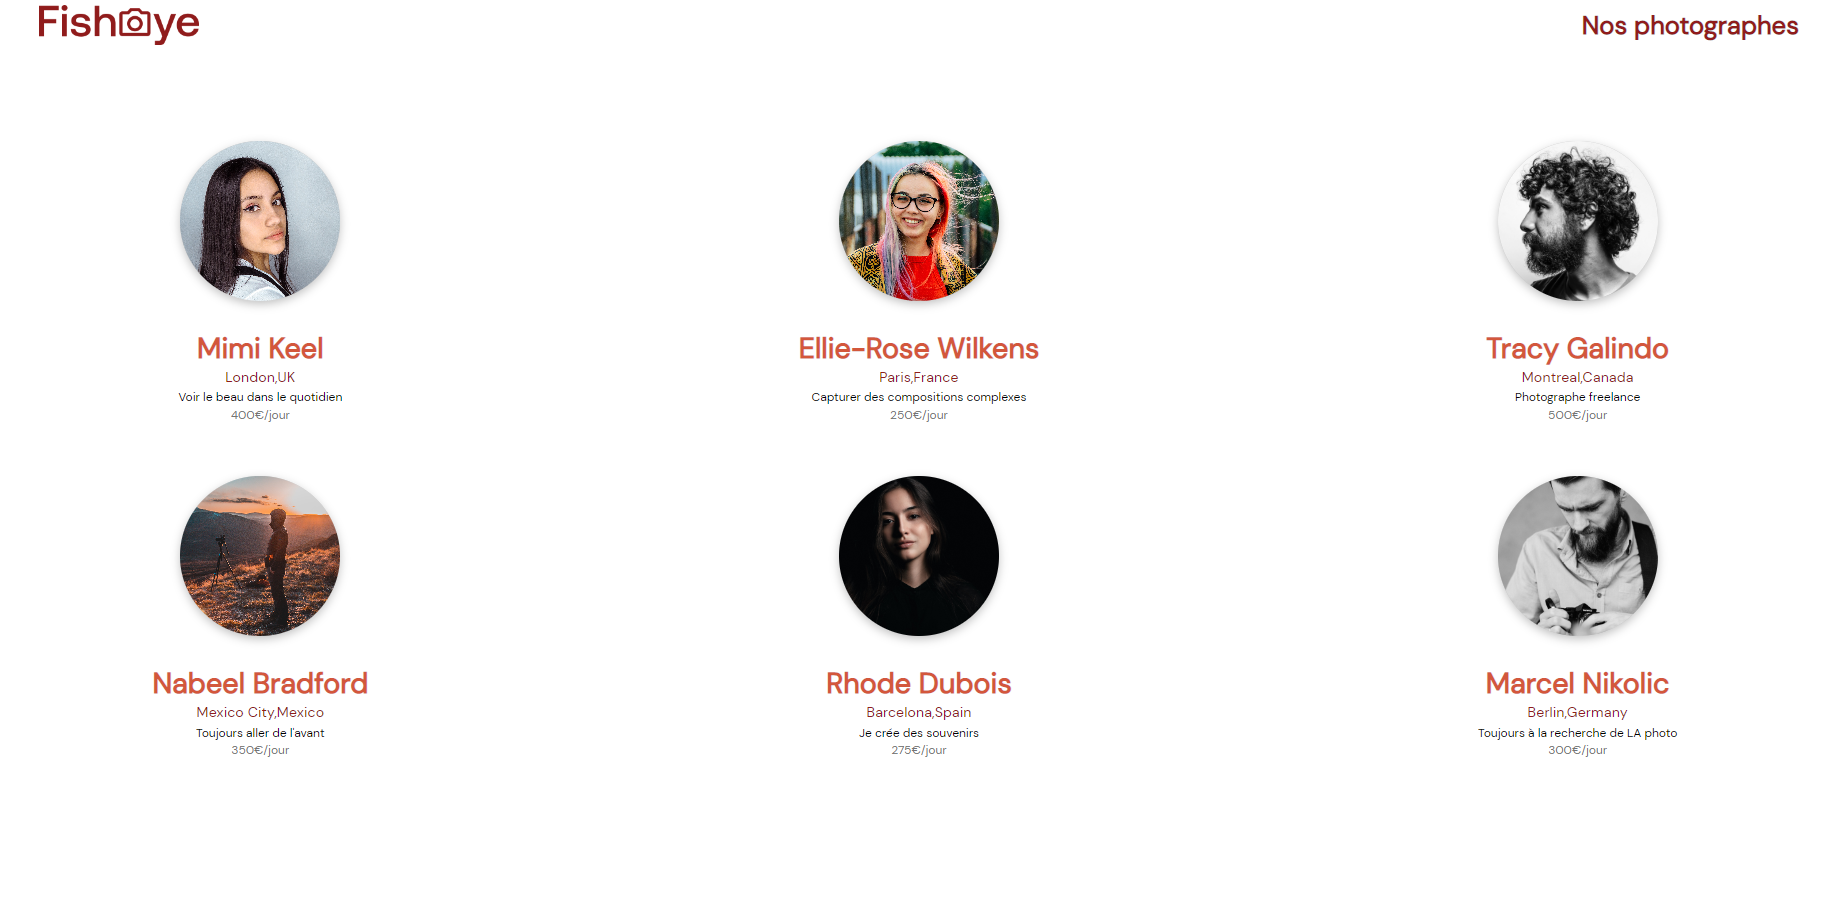 Fisheye
Nos photographes
Mimi Keel
London,UK
Voir le beau dans le quotidien
400€/jour
Ellie-Rose Wilkens
Paris,France
Capturer des compositions complexes
250€/jour
Tracy Galindo
Montreal,Canada
Photographe freelance
500€/jour
Nabeel Bradford
Mexico City,Mexico
Toujours aller de l'avant
350€/jour
Rhode Dubois
Barcelona,Spain
Je crée des souvenirs
275€/jour
Marcel Nikolic
Berlin,Germany
Toujours à la recherche de LA photo
300€/jour